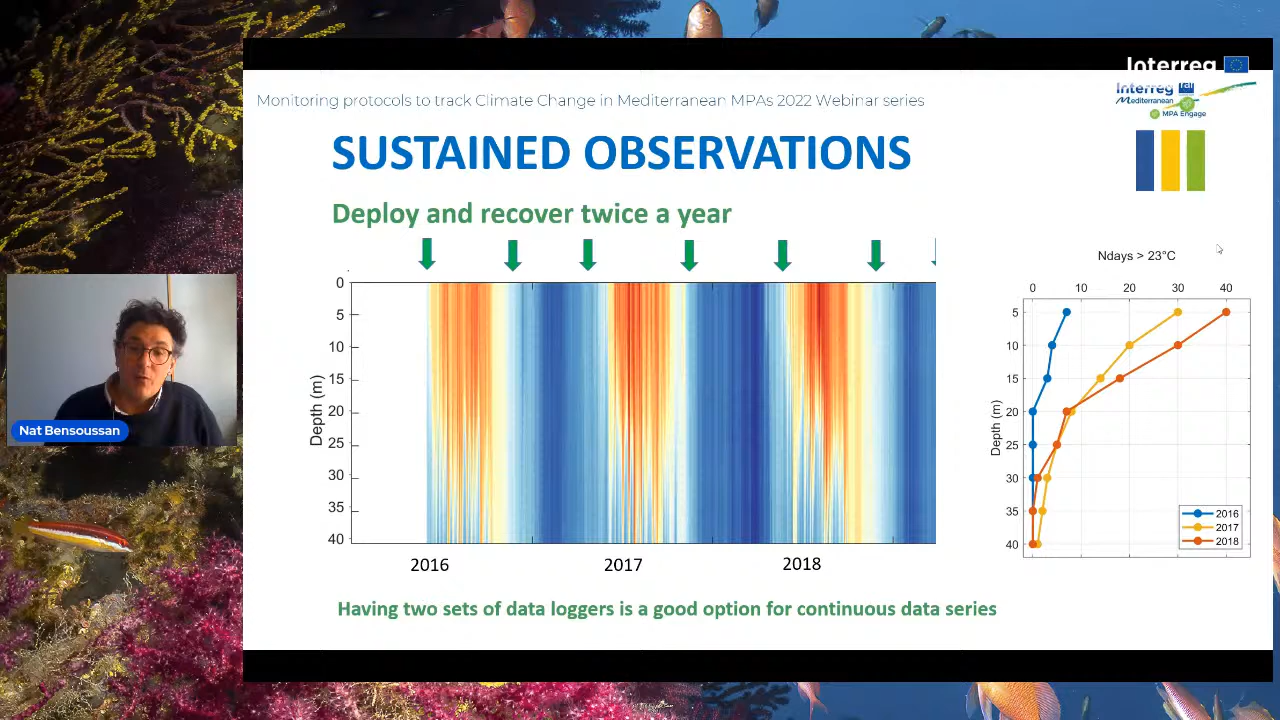 Interreg
Monitoring protocols to track Climate Change in Mediterranean MPAs 2022 Webinar series
Interreg
Mediterranean
MPA Engage
SUSTAINED OBSERVATIONS
Deploy and recover twice a year
Ndays > 23°C
0 10 20 30 40
0
5
10
15
20
25
30
35
40
Depth (m)
2016 2017 2018
5
10
15
20
25
30
35
40
Depth (m)
2016
2017
2018
Nat Bensoussan
Having two sets of data loggers is a good option for continuous data series